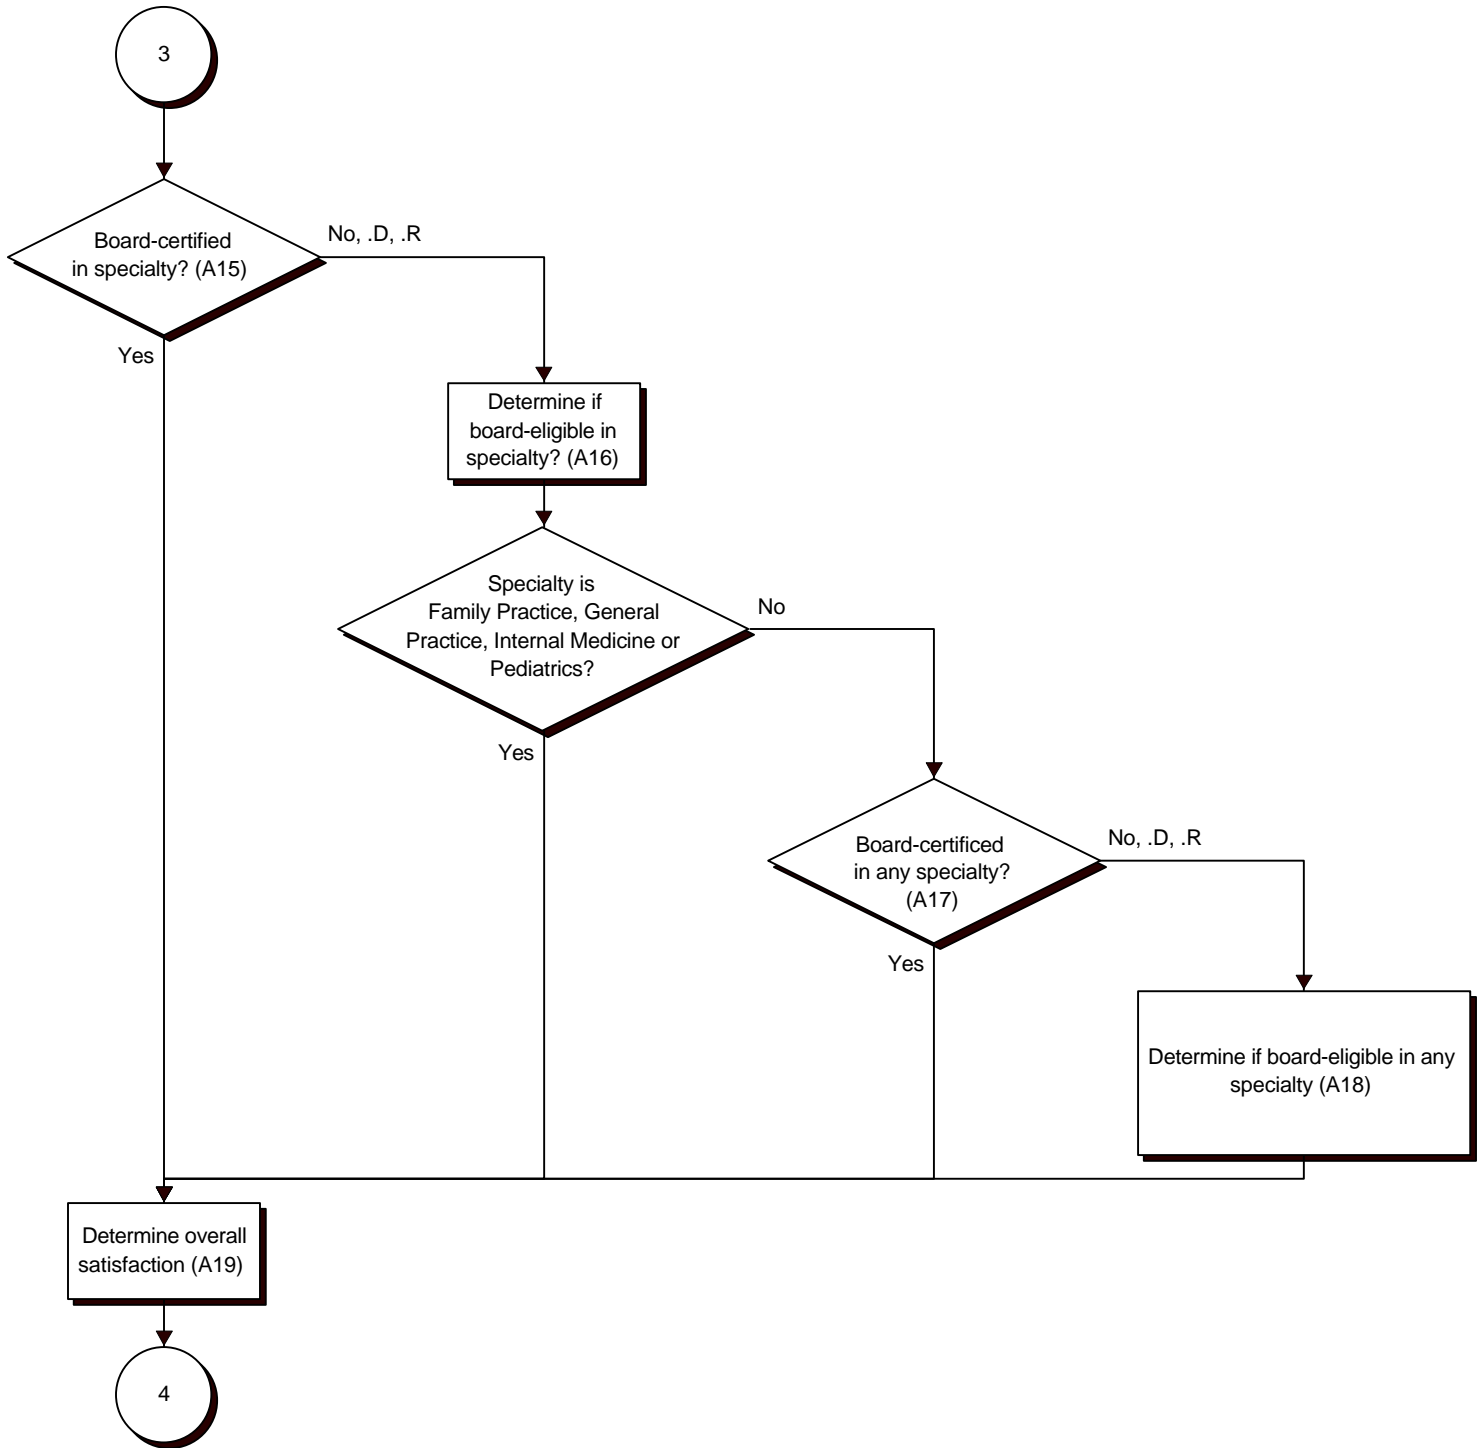 3
Board-certified
in specialty? (A15)
No, .D, .R
Yes
Determine if
board-eligible in
specialty? (A16)
Specialty is
Family Practice, General
Practice, Internal Medicine or
Pediatrics?
No
Yes
Board-certificed
in any specialty?
(A17)
No, .D, .R
Yes
Determine if board-eligible in any
specialty (A18)
Determine overall
satisfaction (A19)
4